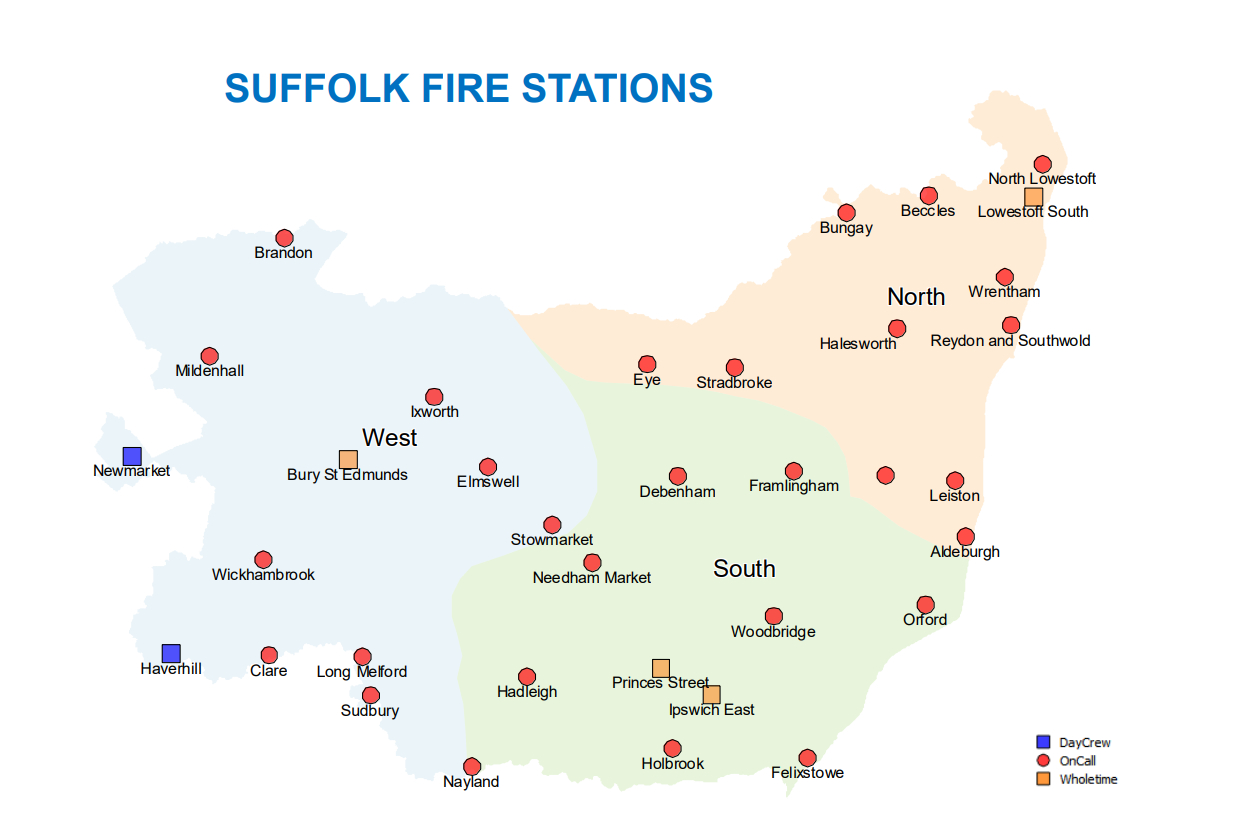 SUFFOLK FIRE STATIONS
North Lowestoft
Beccles
Lowestoft South
Bungay
Brandon
Wrentham
North
Reydon and Southwold
Halesworth
Mildenhall
Eye
Stradbroke
Ixworth
West
Newmarket
Bury St Edmunds
Elmswell
Debenham
Framlingham
Leiston
Stowmarket
Aldeburgh
Wickhambrook
Needham Market
South
Orford
Woodbridge
Haverhill
Clare
Long Melford
Princes Street
Hadleigh
Sudbury
Ipswich East
Holbrook
Felixstowe
Nayland
DayCrew
OnCall
Wholetime